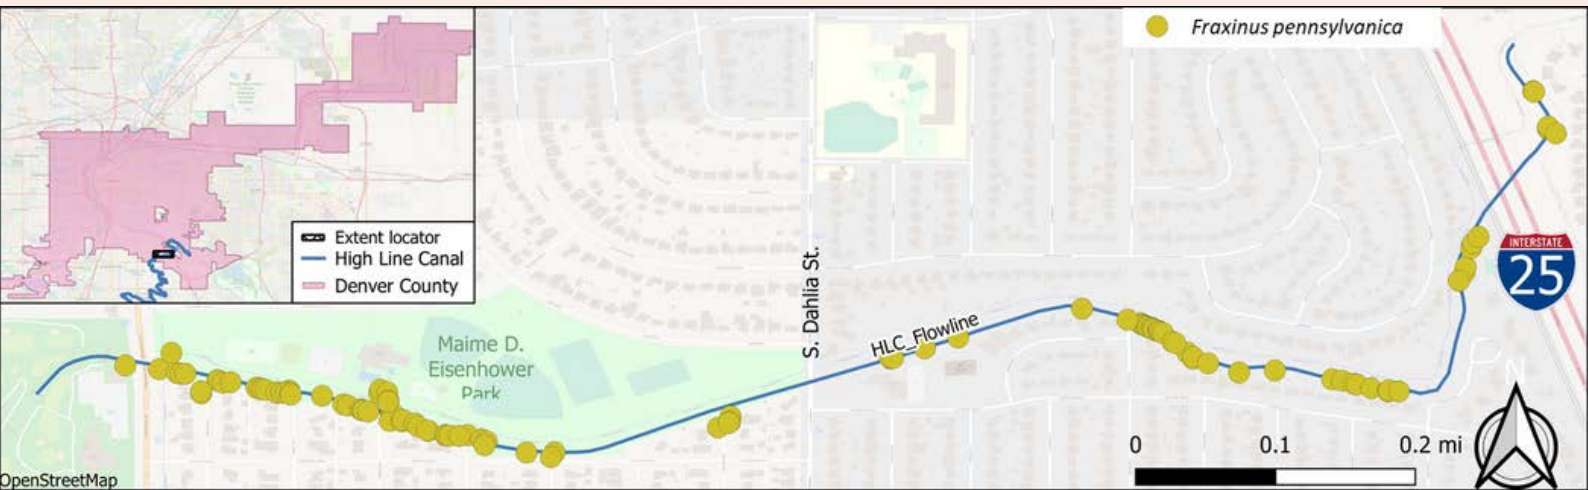 Fraxinus pennsylvanica
Extent locator
High Line Canal
Denver County
S. Dahlia St.
HLC_Flowline
INTERSTATE
25
Maime D.
Eisenhower
Park
0 0.1 0.2 mi
OpenStreetMap